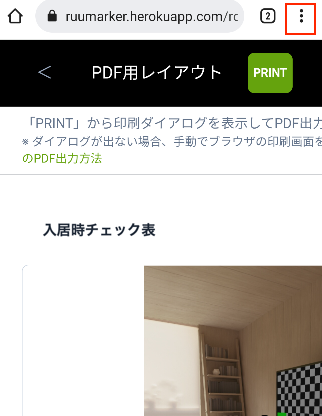 ruumarker.herokuapp.com/rc
2
PDF用レイアウト
PRINT
「PRINT」から印刷ダイアログを表示してPDF出力
※ ダイアログが出ない場合、手動でブラウザの印刷画面を
のPDF出力方法
入居時チェック表